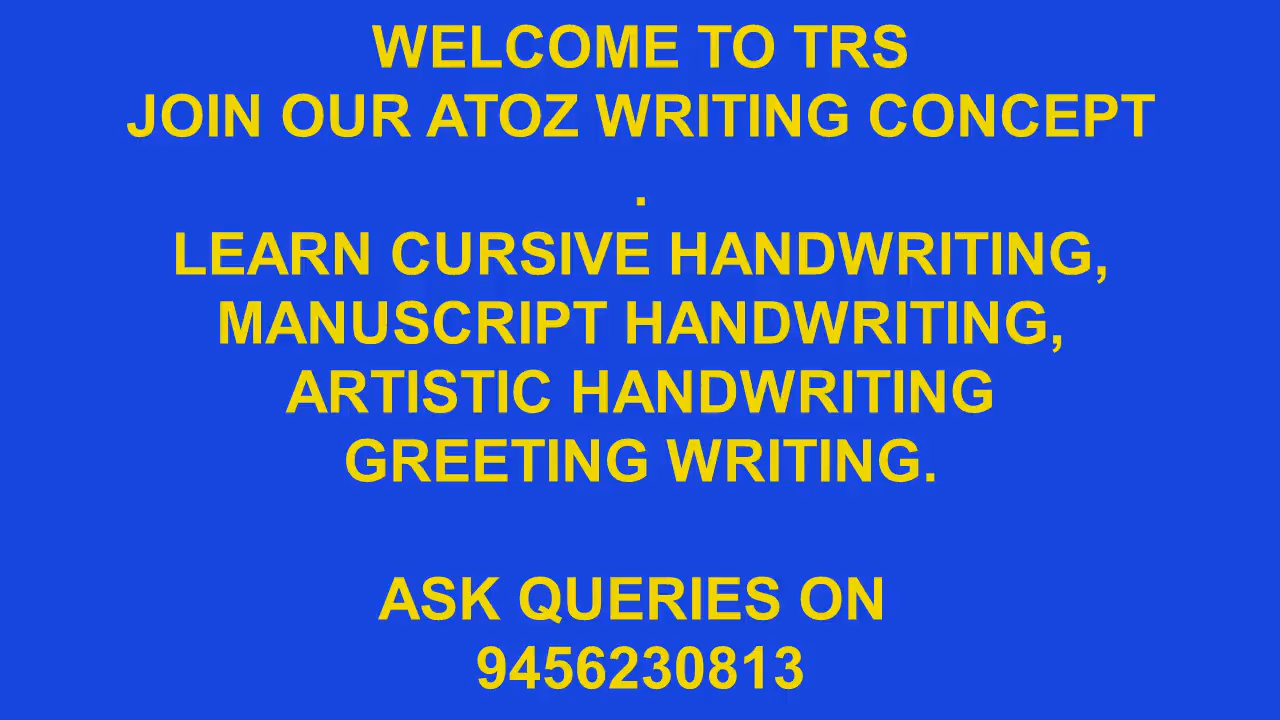 WELCOME TO TRS
JOIN OUR ATOZ WRITING CONCEPT
.
LEARN CURSIVE HANDWRITING,
MANUSCRIPT HANDWRITING,
ARTISTIC HANDWRITING
GREETING WRITING.
ASK QUERIES ON
9456230813